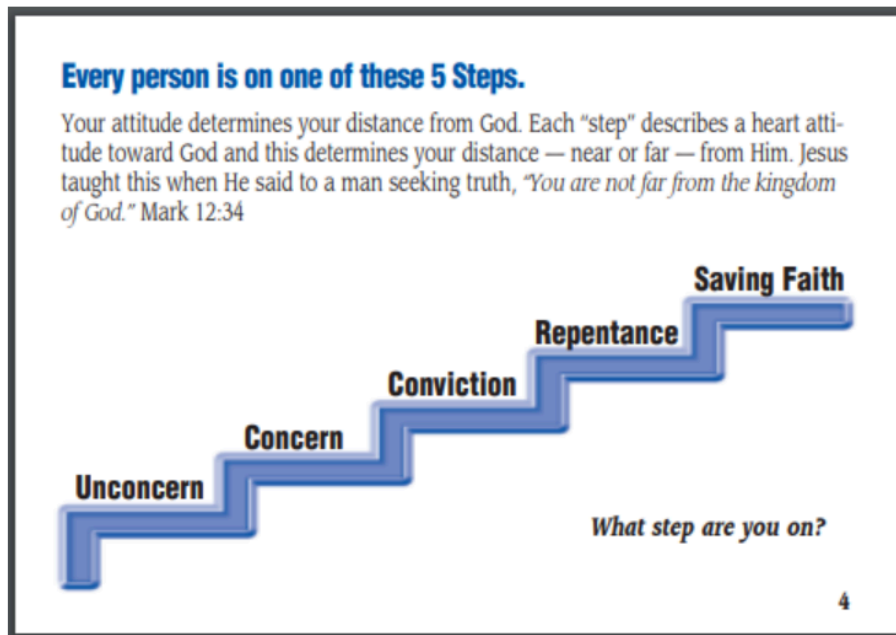 Every person is on one of these 5 Steps.
Your attitude determines your distance from God. Each “step” describes a heart atti-
tude toward God and this determines your distance — near or far — from Him. Jesus
taught this when He said to a man seeking truth, “You are not far from the kingdom
of God.” Mark 12:34
Saving Faith
Repentance
Conviction
Concern
Unconcern
What step are you on?
4